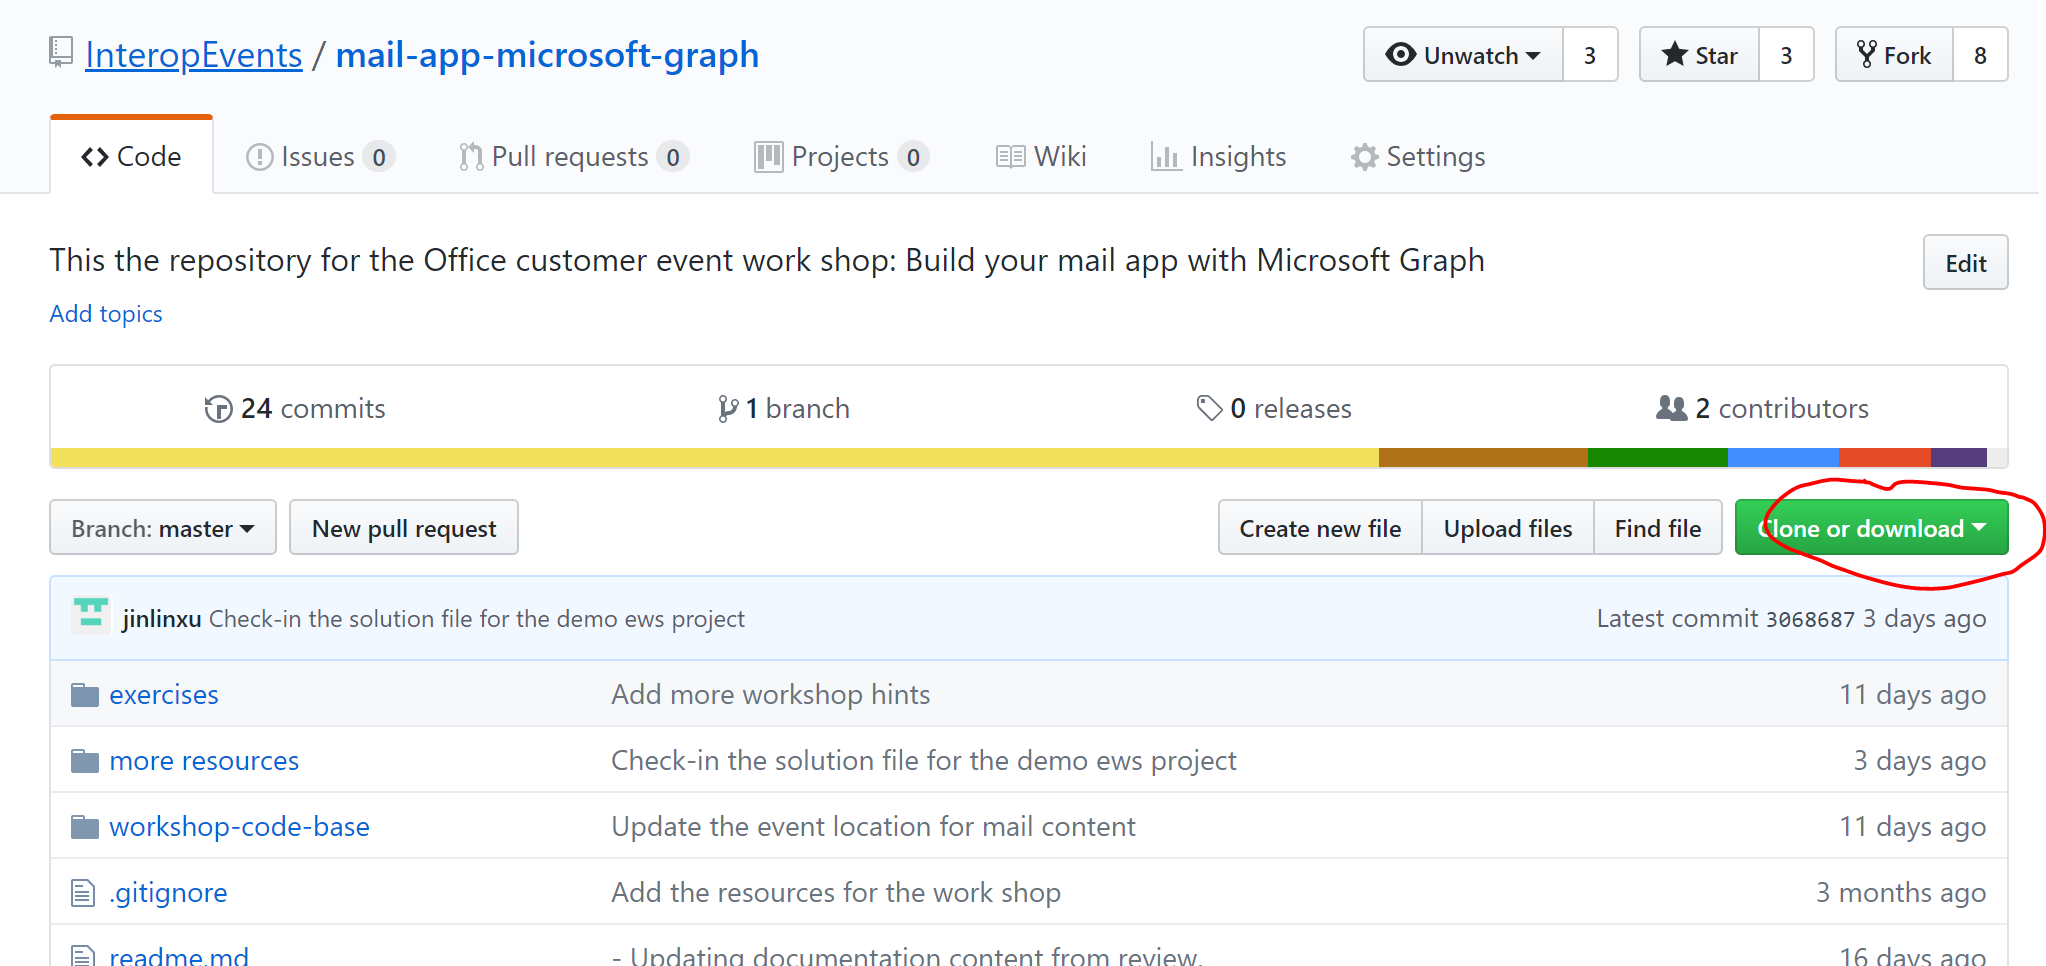 InteropEvents / mail-app-microsoft-graph
Unwatch 3 Star 3 Fork 8
Code Issues 0 Pull requests 0 Projects 0 Wiki Insights Settings
This the repository for the Office customer event work shop: Build your mail app with Microsoft Graph
Edit
Add topics
24 commits 1 branch 0 releases 2 contributors
Branch: master New pull request Create new file Upload files Find file Clone or download
jinlinxu Check-in the solution file for the demo ews project Latest commit 3068687 3 days ago
exercises Add more workshop hints 11 days ago
more resources Check-in the solution file for the demo ews project 3 days ago
workshop-code-base Update the event location for mail content 11 days ago
.gitignore Add the resources for the work shop 3 months ago
readme.md - Updating documentation content from review. 16 days ago